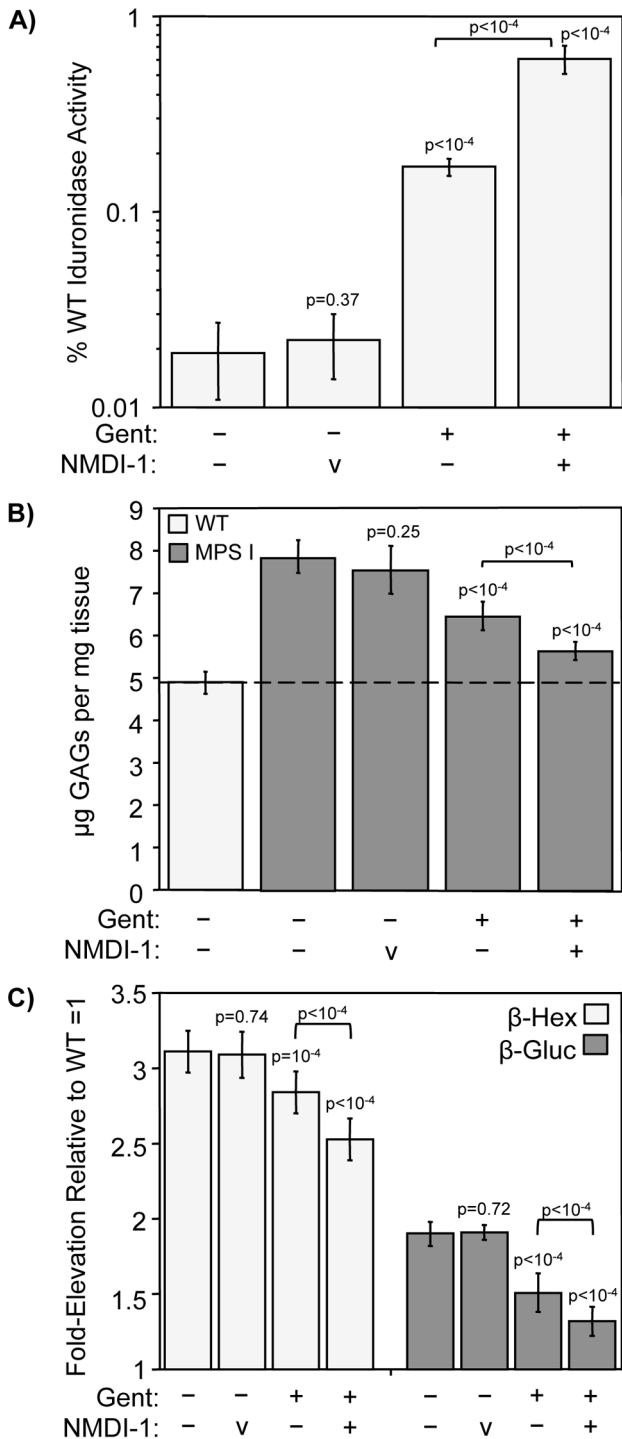 A)
% WT Iduronidase Activity
1
0.1
0.01
p=0.37
p<10-4
p<10-4
p<10-4
Gent: – – + +
NMDI-1: – v – +
B)
µg GAGs per mg tissue
9
8
7
6
5
4
3
2
1
0
WT
MPS I
p=0.25
p<10-4
p<10-4
p<10-4
Gent: – – – + +
NMDI-1: – – v – +
C)
Fold-Elevation Relative to WT =1
3.5
3
2.5
2
1.5
1
p=0.74
p<10-4
p=10-4
p<10-4
β-Hex
β-Gluc
p=0.72
p<10-4
p<10-4
p<10-4
Gent: – – + + – – + +
NMDI-1: – v – + – v – +